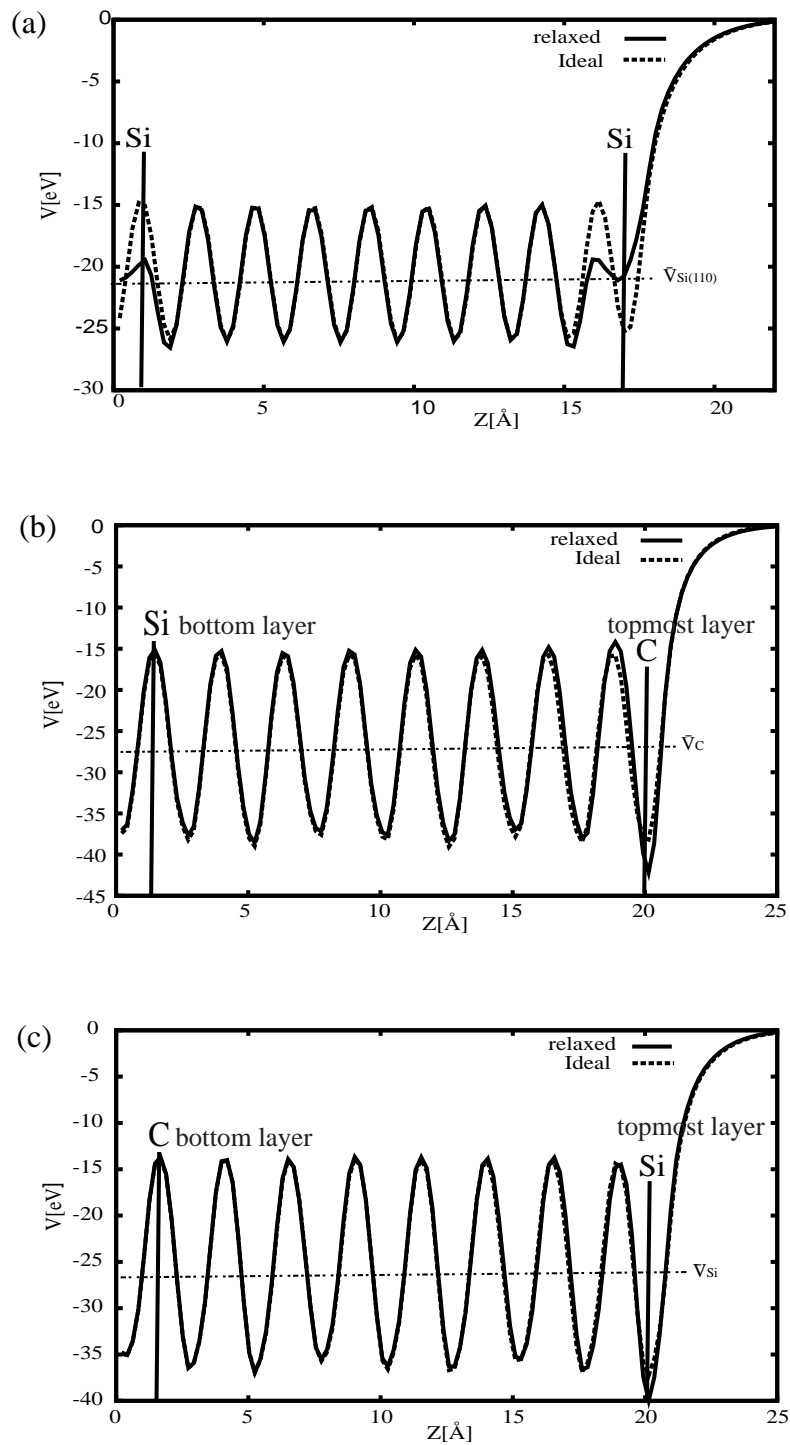 (a)
0
-5
-10
-15
-20
-25
-30
V[eV]
relaxed
Ideal
Si
Si
V̄Si(110)
0
5
10
15
20
Z[Å]
(b)
0
-5
-10
-15
-20
-25
-30
-35
-40
-45
V[eV]
relaxed
Ideal
Si bottom layer
topmost layer
C
V̄C
0
5
10
15
20
25
Z[Å]
(c)
0
-5
-10
-15
-20
-25
-30
-35
-40
V[eV]
relaxed
Ideal
C bottom layer
topmost layer
Si
V̄Si
0
5
10
15
20
25
Z[Å]